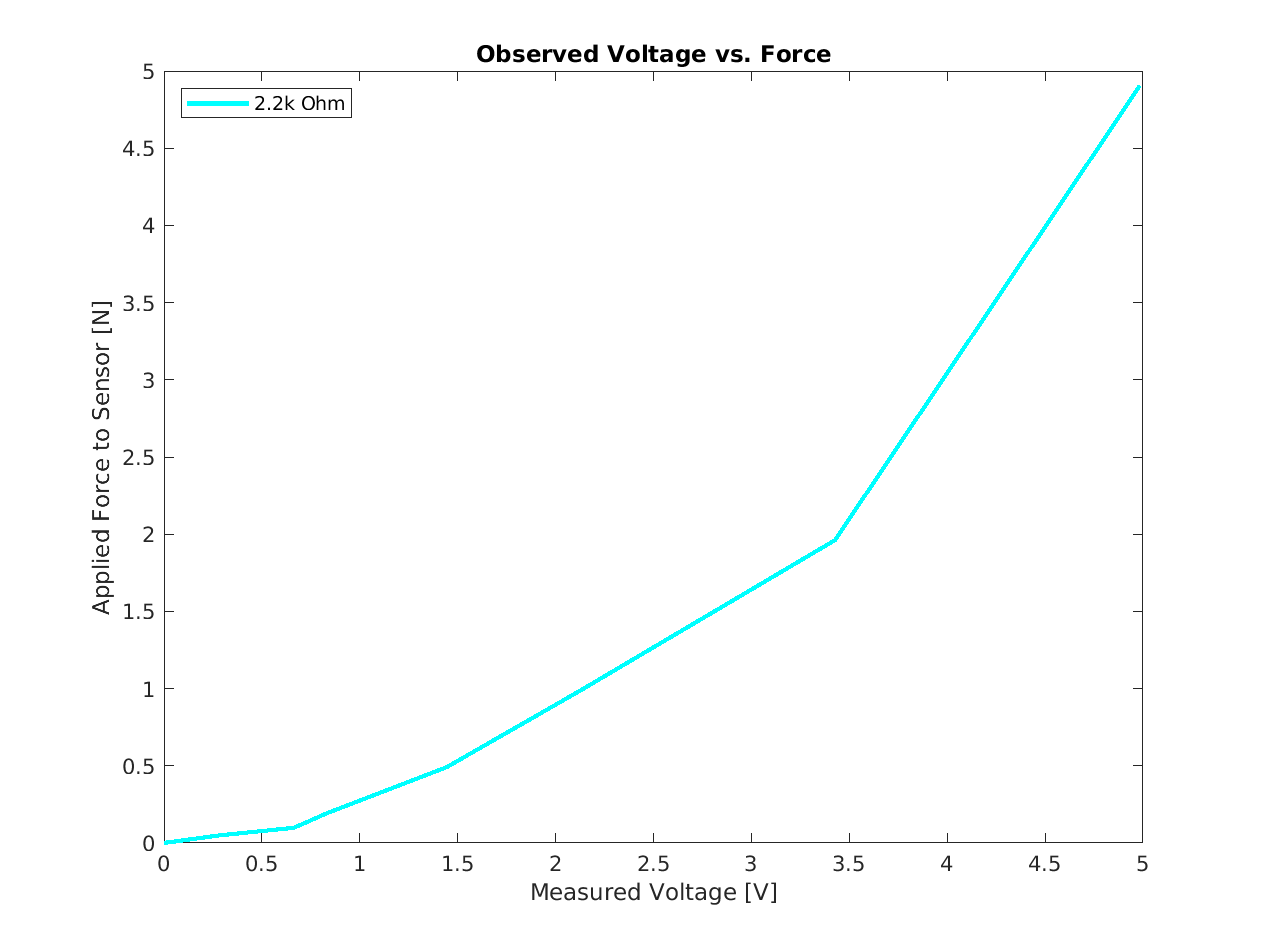 Observed Voltage vs. Force
2.2k Ohm
Applied Force to Sensor [N]
5
4.5
4
3.5
3
2.5
2
1.5
1
0.5
0
0 0.5 1 1.5 2 2.5 3 3.5 4 4.5 5
Measured Voltage [V]